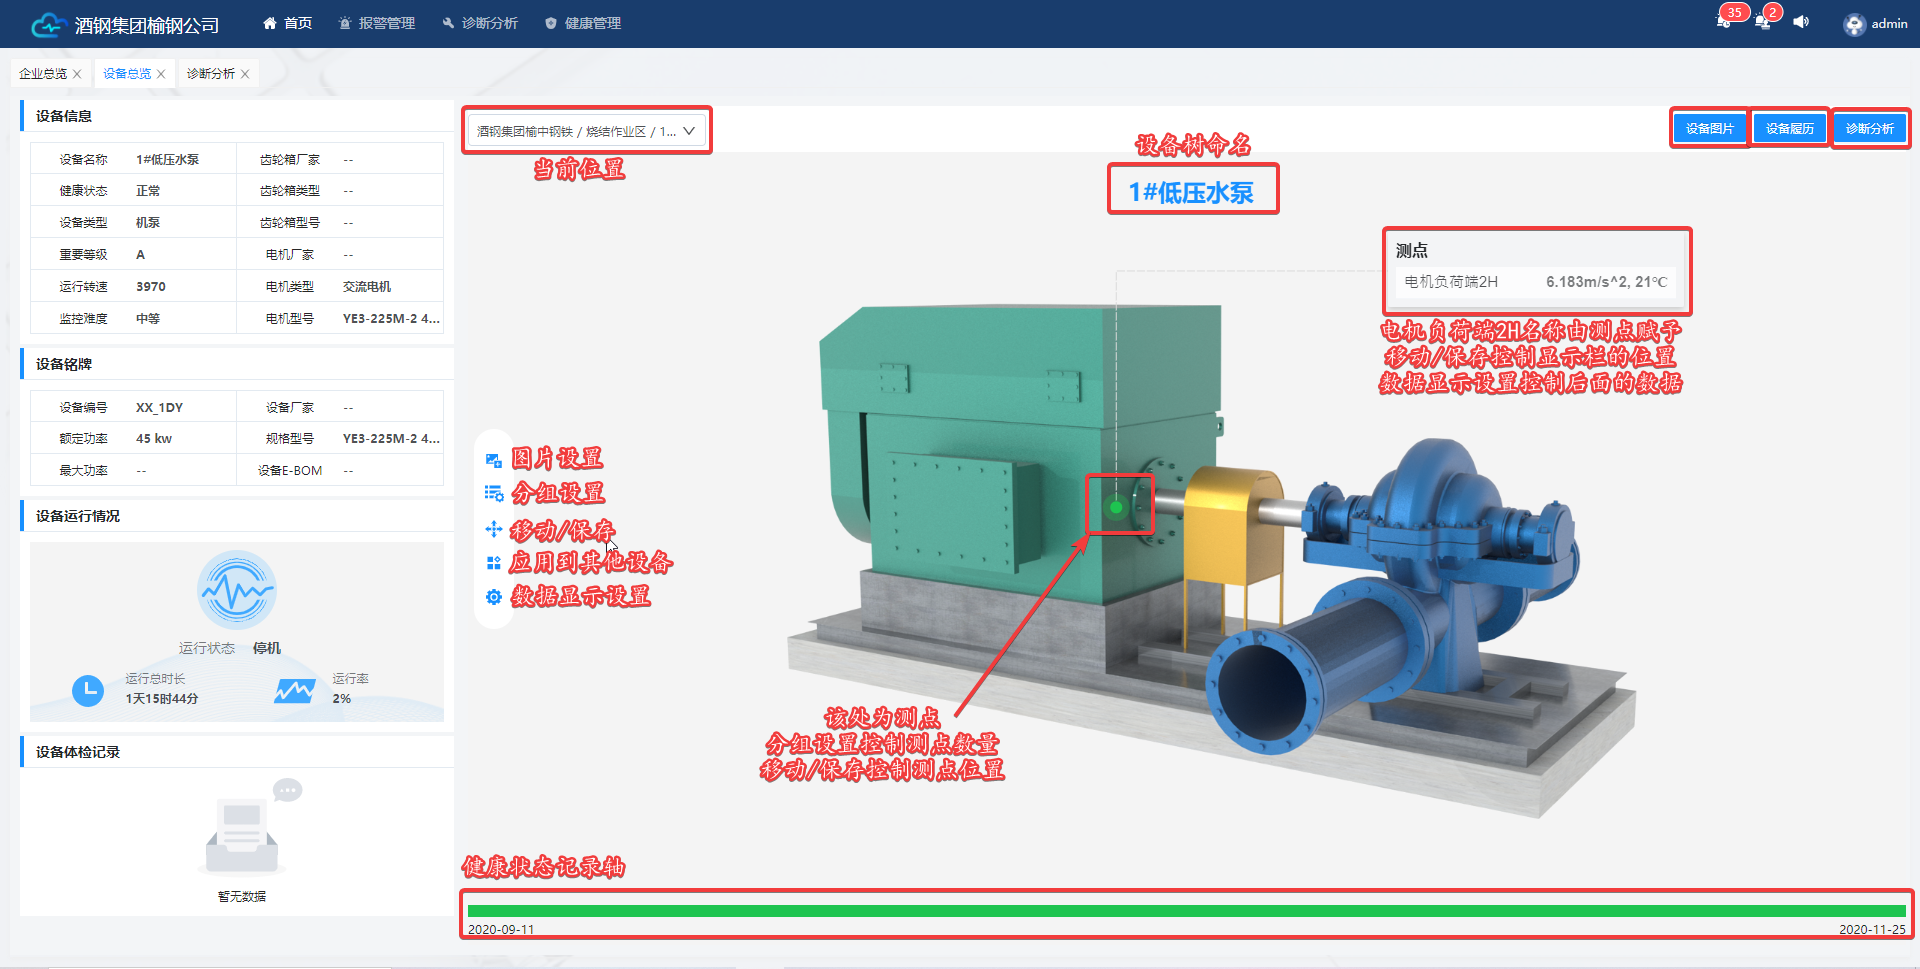 酒钢集团榆钢公司
首页
报警管理
诊断分析
健康管理
35
2
admin
企业总览
设备总览
诊断分析
设备信息
设备名称 1#低压水泵 齿轮箱厂家 --
健康状态 正常 齿轮箱类型 --
设备类型 机泵 齿轮箱型号 --
重要等级 A 电机厂家 --
运行转速 3970 电机类型 交流电机
监控难度 中等 电机型号 YE3-225M-2 4...
设备铭牌
设备编号 XX_1DY 设备厂家 --
额定功率 45 kw 规格型号 YE3-225M-2 4...
最大功率 -- 设备E-BOM --
设备运行情况
运行状态 停机
运行总时长
1天15时44分
运行率
2%
设备体检记录
暂无数据
酒钢集团榆中钢铁 / 烧结作业区 / 1...
当前位置
设备树命名
1#低压水泵
设备图片
设备履历
诊断分析
测点
电机负荷端2H 6.183m/s^2, 21°C
电机负荷端2H名称由测点赋予
移动/保存控制显示栏的位置
数据显示设置控制后面的数据
图片设置
分组设置
移动/保存
应用到其他设备
数据显示设置
该处为测点
分组设置控制测点数量
移动/保存控制测点位置
健康状态记录轴
2020-09-11
2020-11-25